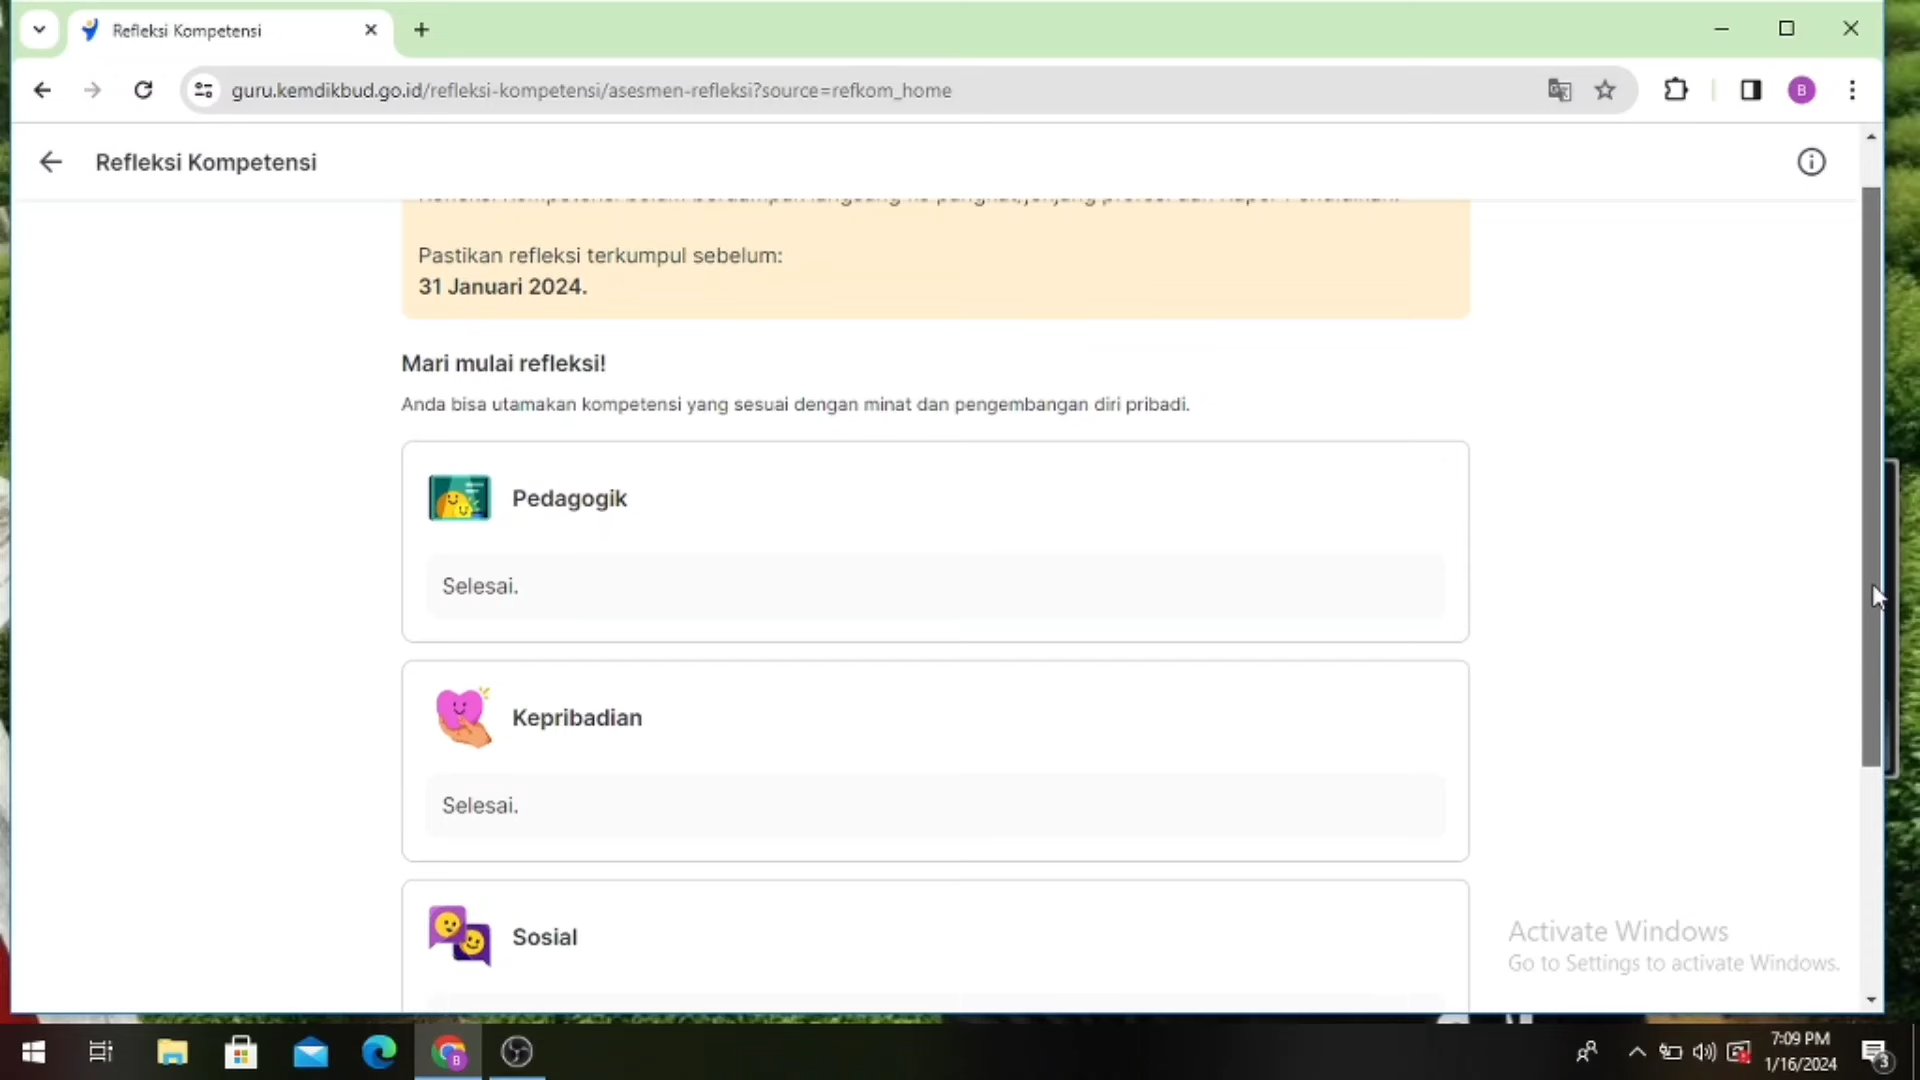 Refleksi Kompetensi
guru.kemdikbud.go.id/refleksi-kompetensi/asesmen-refleksi?source=refkom_home
B
Refleksi Kompetensi
Pastikan refleksi terkumpul sebelum:
31 Januari 2024.
Mari mulai refleksi!
Anda bisa utamakan kompetensi yang sesuai dengan minat dan pengembangan diri pribadi.
Pedagogik
Selesai.
Kepribadian
Selesai.
Sosial
Activate Windows
Go to Settings to activate Windows.
B
7:09 PM
1/16/2024
3